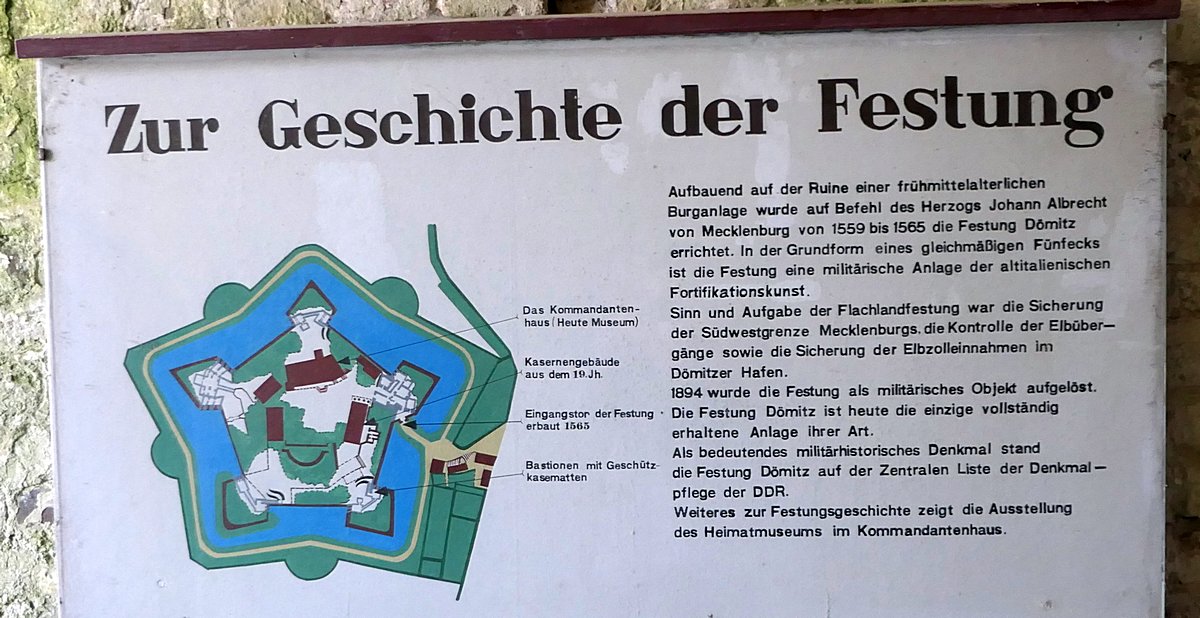 Zur Geschichte der Festung
Das Kommandanten-
haus (Heute Museum)
Kasernengebäude
aus dem 19. Jh.
Eingangstor der Festung
erbaut 1565
Bastionen mit Geschütz-
kasematten
Aufbauend auf der Ruine einer frühmittelalterlichen
Burganlage wurde auf Befehl des Herzogs Johann Albrecht
von Mecklenburg von 1559 bis 1565 die Festung Dömitz
errichtet. In der Grundform eines gleichmäßigen Fünfecks
ist die Festung eine militärische Anlage der altitalienischen
Fortifikationskunst.
Sinn und Aufgabe der Flachlandfestung war die Sicherung
der Südwestgrenze Mecklenburgs, die Kontrolle der Elbüber-
gänge sowie die Sicherung der Elbzolleinnahmen im
Dömitzer Hafen.
1894 wurde die Festung als militärisches Objekt aufgelöst.
Die Festung Dömitz ist heute die einzige vollständig
erhaltene Anlage ihrer Art.
Als bedeutendes militärhistorisches Denkmal stand
die Festung Dömitz auf der Zentralen Liste der Denkmal-
pflege der DDR.
Weiteres zur Festungsgeschichte zeigt die Ausstellung
des Heimatmuseums im Kommandantenhaus.